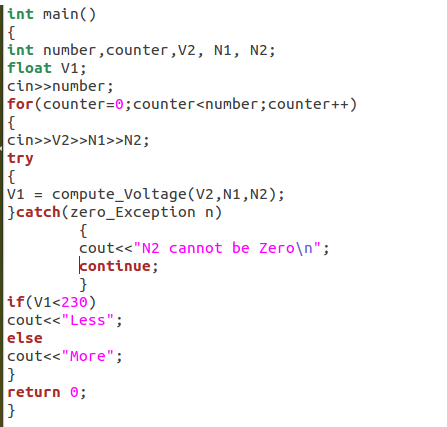 int main()
{
int number,counter,V2, N1, N2;
float V1;
cin>>number;
for(counter=0;counter<number;counter++)
{
cin>>V2>>N1>>N2;
try
{
V1 = compute_Voltage(V2,N1,N2);
}catch(zero_Exception n)
{
cout<<"N2 cannot be Zero\n";
continue;
}
if(V1<230)
cout<<"Less";
else
cout<<"More";
}
return 0;
}